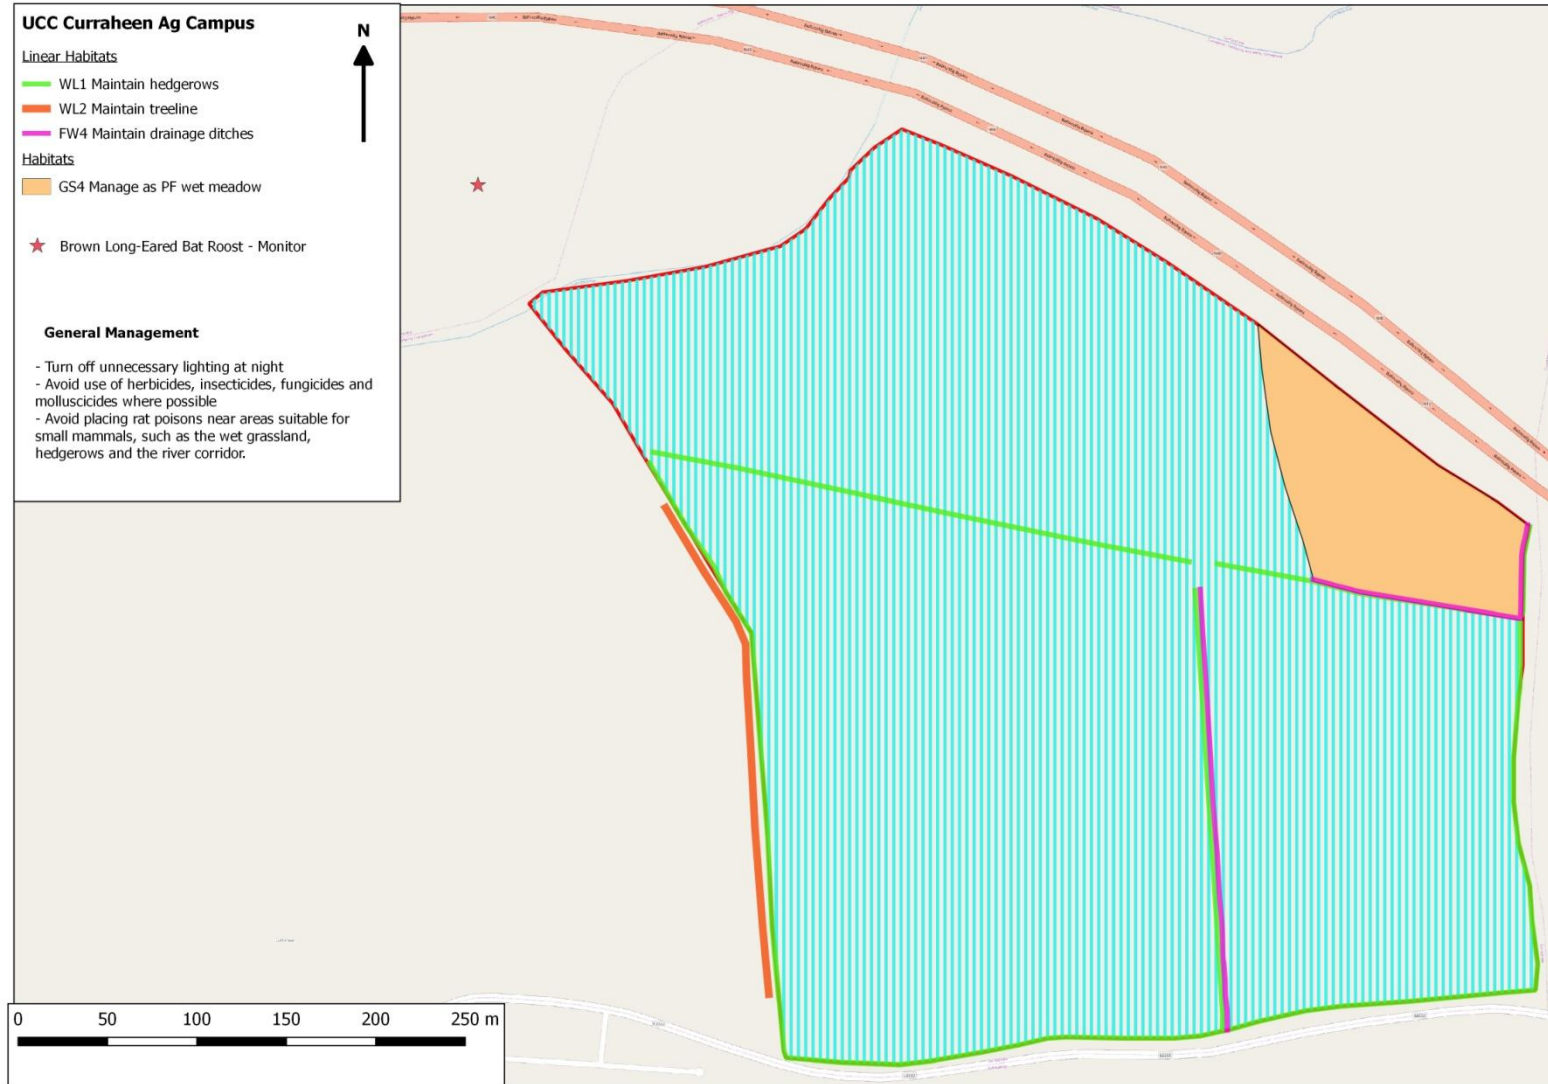 UCC Curraheen Ag Campus
N
Linear Habitats
WL1 Maintain hedgerows
WL2 Maintain treeline
FW4 Maintain drainage ditches
Habitats
GS4 Manage as PF wet meadow
Brown Long-Eared Bat Roost - Monitor
General Management
- Turn off unnecessary lighting at night
- Avoid use of herbicides, insecticides, fungicides and
molluscicides where possible
- Avoid placing rat poisons near areas suitable for
small mammals, such as the wet grassland,
hedgerows and the river corridor.
0 50 100 150 200 250 m